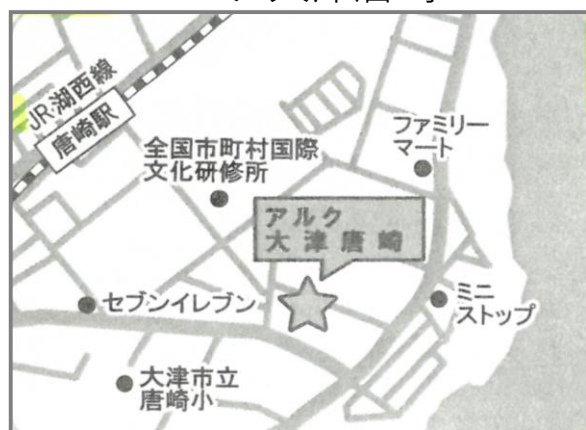 JR湖西線
唐崎駅
全国市町村国際
文化研修所
ファミリー
マート
アルク
大津唐崎
セブンイレブン
ミニ
ストップ
大津市立
唐崎小